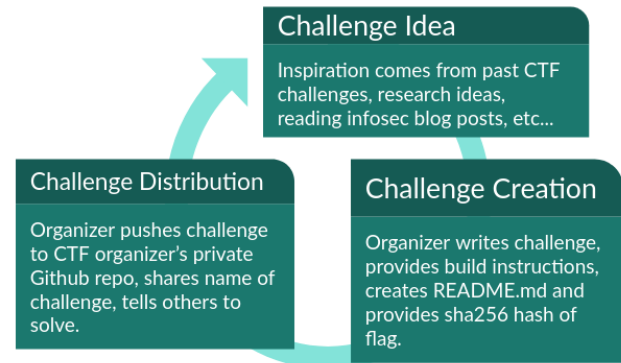 Challenge Idea
Inspiration comes from past CTF
challenges, research ideas,
reading infosec blog posts, etc...
Challenge Distribution
Organizer pushes challenge
to CTF organizer's private
Github repo, shares name of
challenge, tells others to
solve.
Challenge Creation
Organizer writes challenge,
provides build instructions,
creates README.md and
provides sha256 hash of
flag.